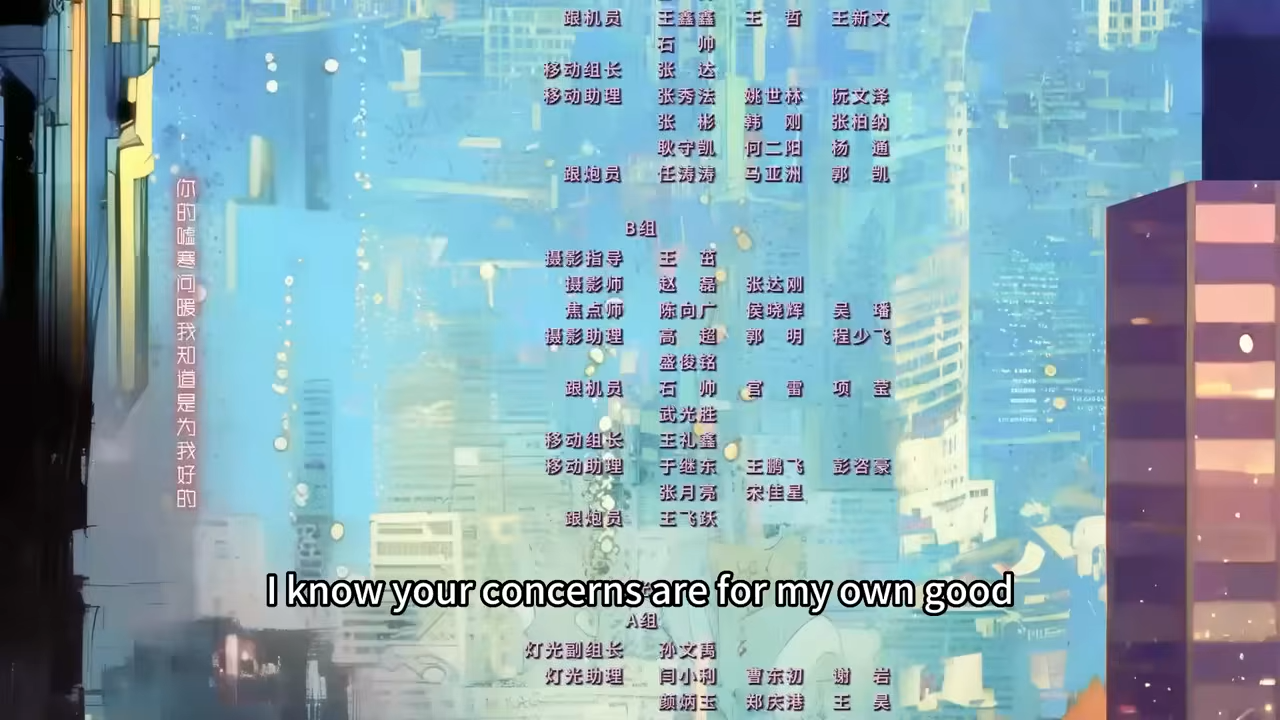 跟机员 王鑫鑫 王 哲 王新文
石 帅
移动组长 张 达
移动助理 张秀法 姚世林 阮文泽
张 彬 韩 刚 张柏纳
耿守凯 何二阳 杨 通
跟炮员 任涛涛 马亚洲 郭 凯
你的嘘寒问暖我知道是为我好的
B组
摄影指导 王 茁
摄影师 赵 磊 张达刚
焦点师 陈向广 侯晓辉 吴 璠
摄影助理 高 超 郭 明 程少飞
盛俊铭
跟机员 石 帅 官 雷 项 莹
武光胜
移动组长 王礼鑫
移动助理 于继东 王鹏飞 彭咨豪
张月亮 宋佳星
跟炮员 王飞跃
I know your concerns are for my own good
A组
灯光副组长 孙文禹
灯光助理 闫小利 曹东初 谢 岩
颜炳玉 郑庆港 王 昊